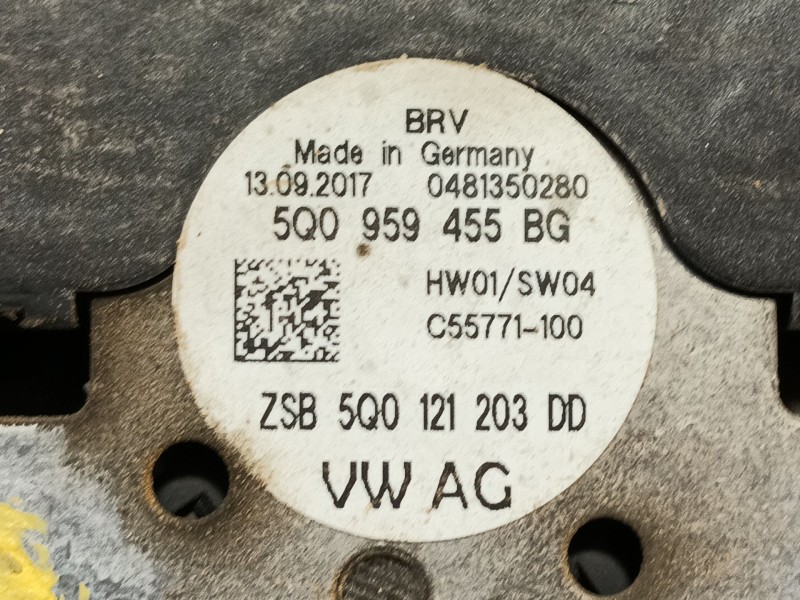 BRV
Made in Germany
13.09.2017 0481350280
5Q0 959 455 BG
HW01/SW04
C55771-100
ZSB 5Q0 121 203 DD
VW AG